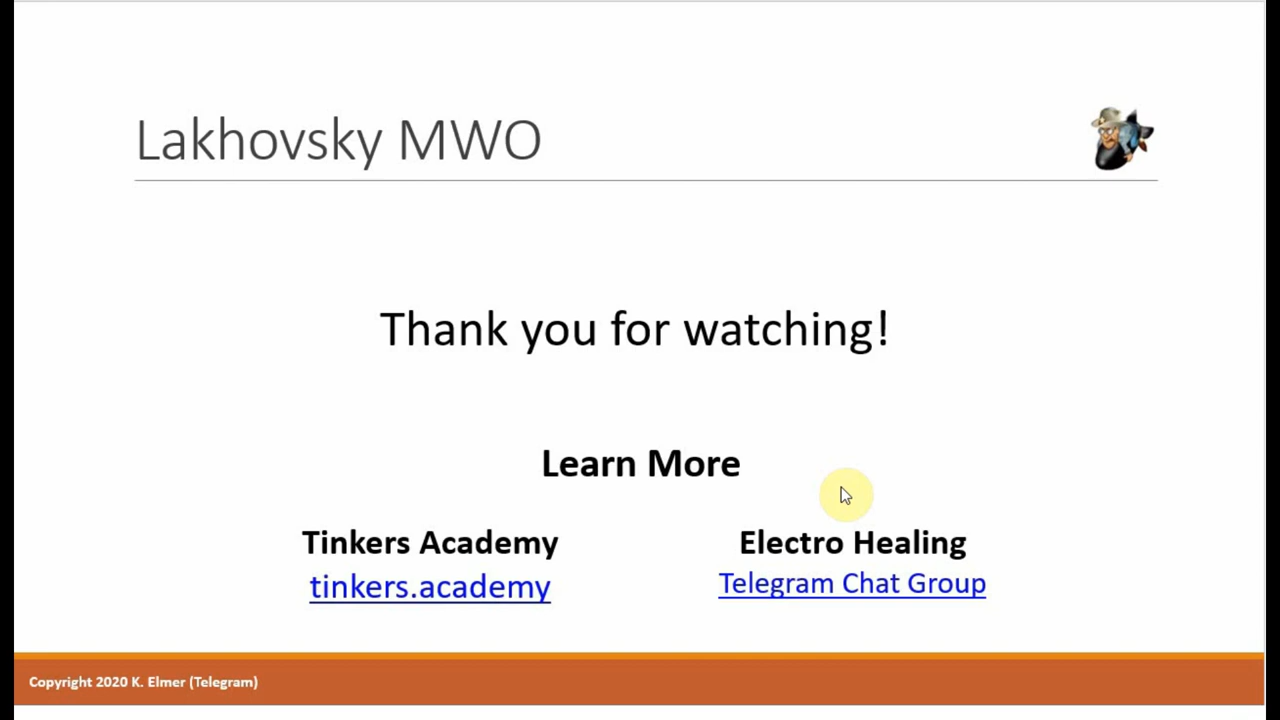 Lakhovsky MWO
Thank you for watching!
Learn More
Tinkers Academy
tinkers.academy
Electro Healing
Telegram Chat Group
Copyright 2020 K. Elmer (Telegram)